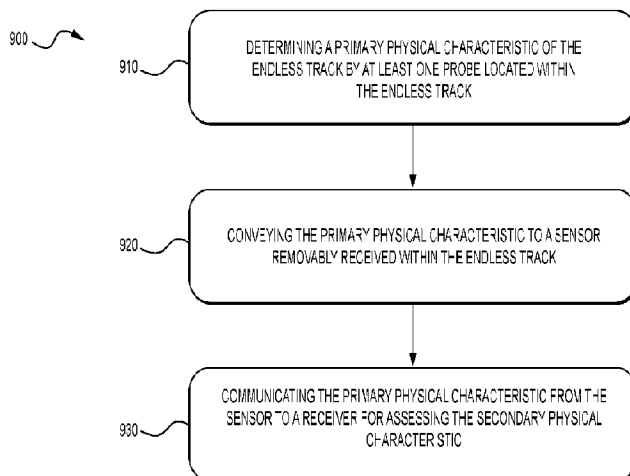 900
910
DETERMINING A PRIMARY PHYSICAL CHARACTERISTIC OF THE
ENDLESS TRACK BY AT LEAST ONE PROBE LOCATED WITHIN
THE ENDLESS TRACK
920
CONVEYING THE PRIMARY PHYSICAL CHARACTERISTIC TO A SENSOR
REMOVABLY RECEIVED WITHIN THE ENDLESS TRACK
930
COMMUNICATING THE PRIMARY PHYSICAL CHARACTERISTIC FROM THE
SENSOR TO A RECEIVER FOR ASSESSING THE SECONDARY PHYSICAL
CHARACTERISTIC